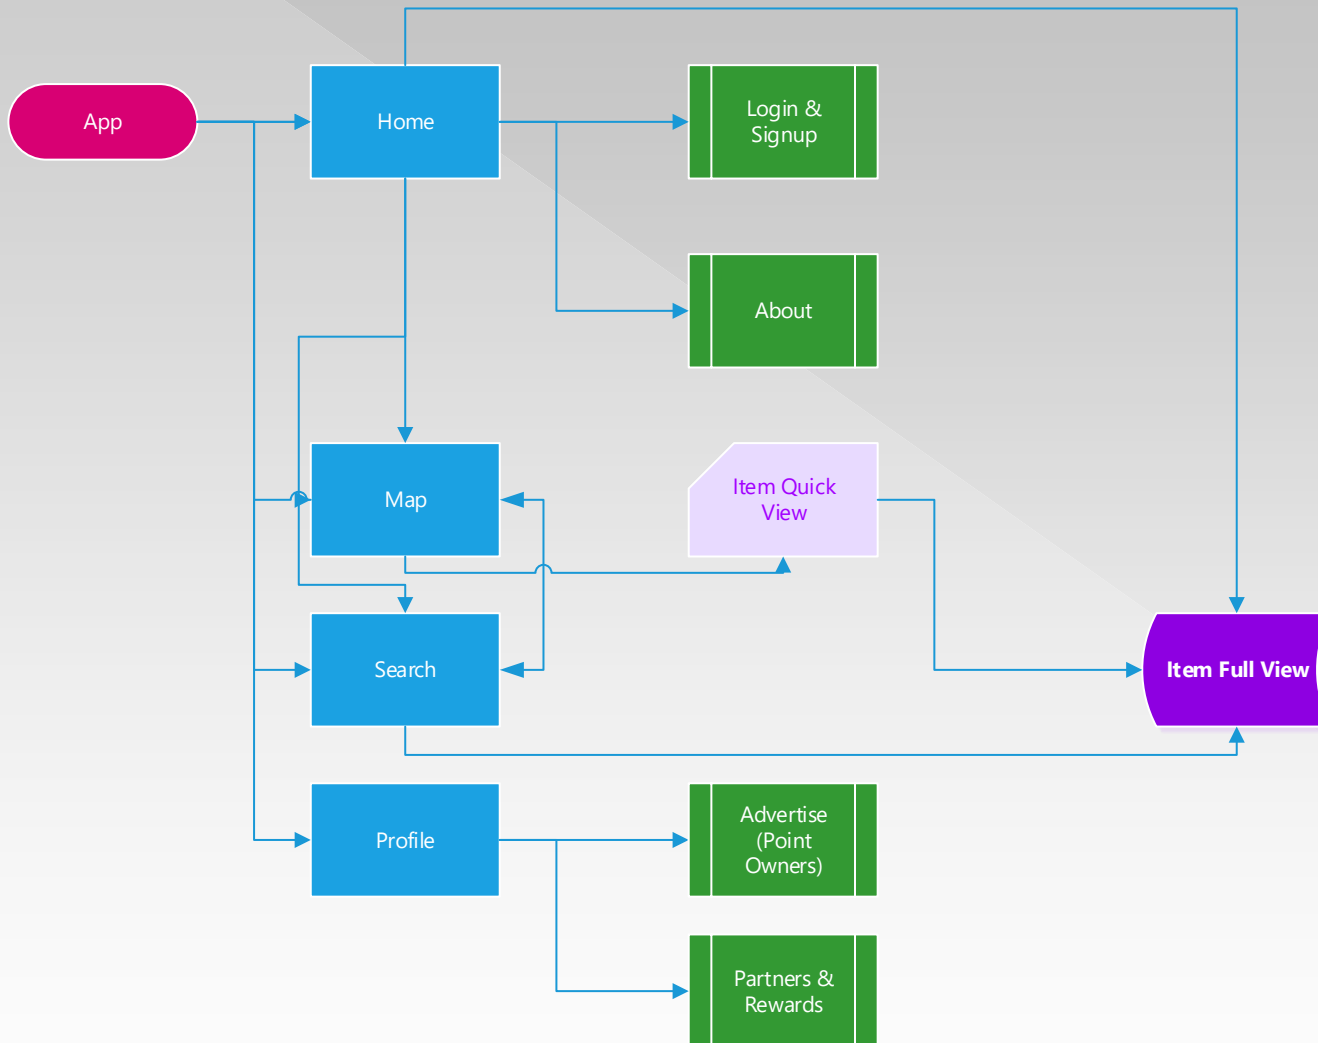 App
Home
Login &
Signup
About
Map
Item Quick
View
Search
Item Full View
Profile
Advertise
(Point
Owners)
Partners &
Rewards